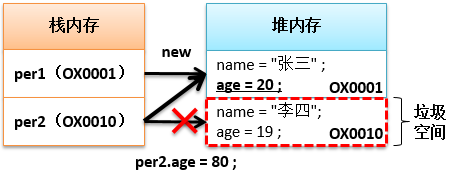 栈内存
堆内存
new
per1（OX0001）
name = "张三" ;
age = 20 ;
OX0001
per2（OX0010）
name = "李四";
age = 19 ;
OX0010
垃圾
空间
per2.age = 80 ;